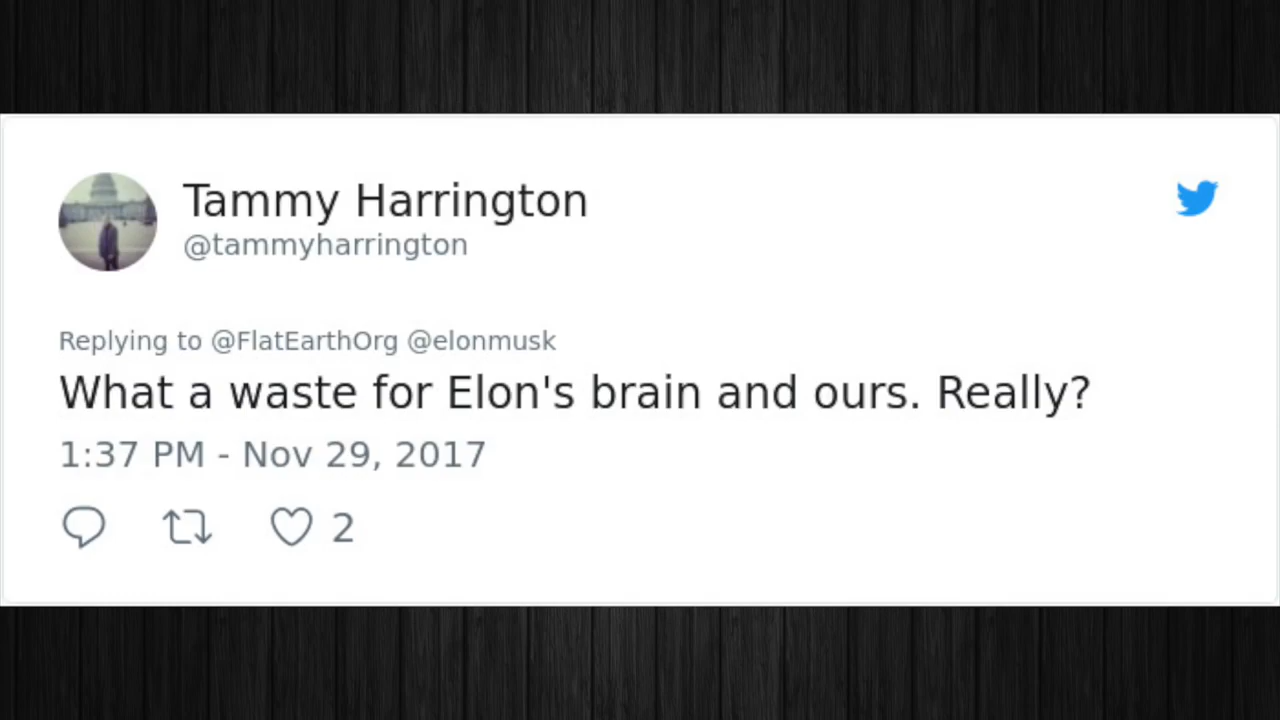 Tammy Harrington
@tammyharrington
Replying to @FlatEarthOrg @elonmusk
What a waste for Elon's brain and ours. Really?
1:37 PM - Nov 29, 2017
2